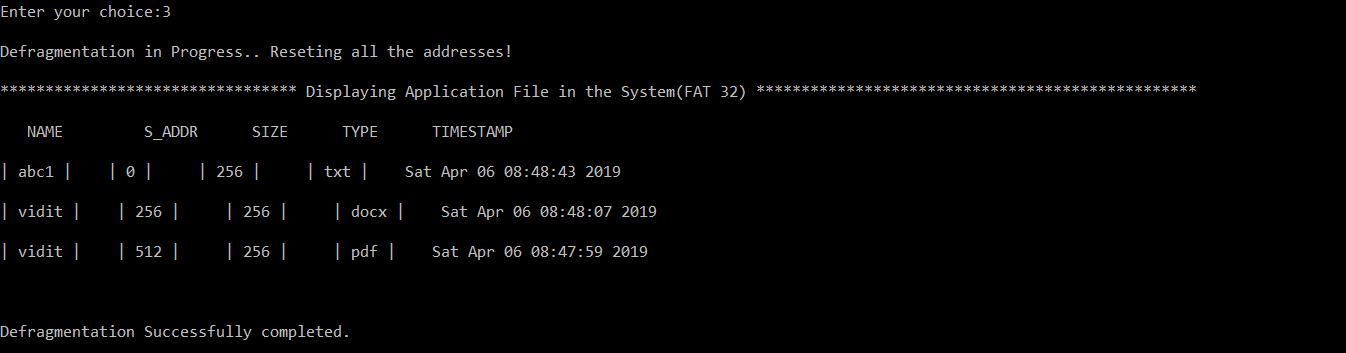 Enter your choice:3
Defragmentation in Progress.. Reseting all the addresses!
********************************* Displaying Application File in the System(FAT 32) *************************************************
NAME S_ADDR SIZE TYPE TIMESTAMP
| abc1 | | 0 | | 256 | | txt | Sat Apr 06 08:48:43 2019
| vidit | | 256 | | 256 | | docx | Sat Apr 06 08:48:07 2019
| vidit | | 512 | | 256 | | pdf | Sat Apr 06 08:47:59 2019
Defragmentation Successfully completed.